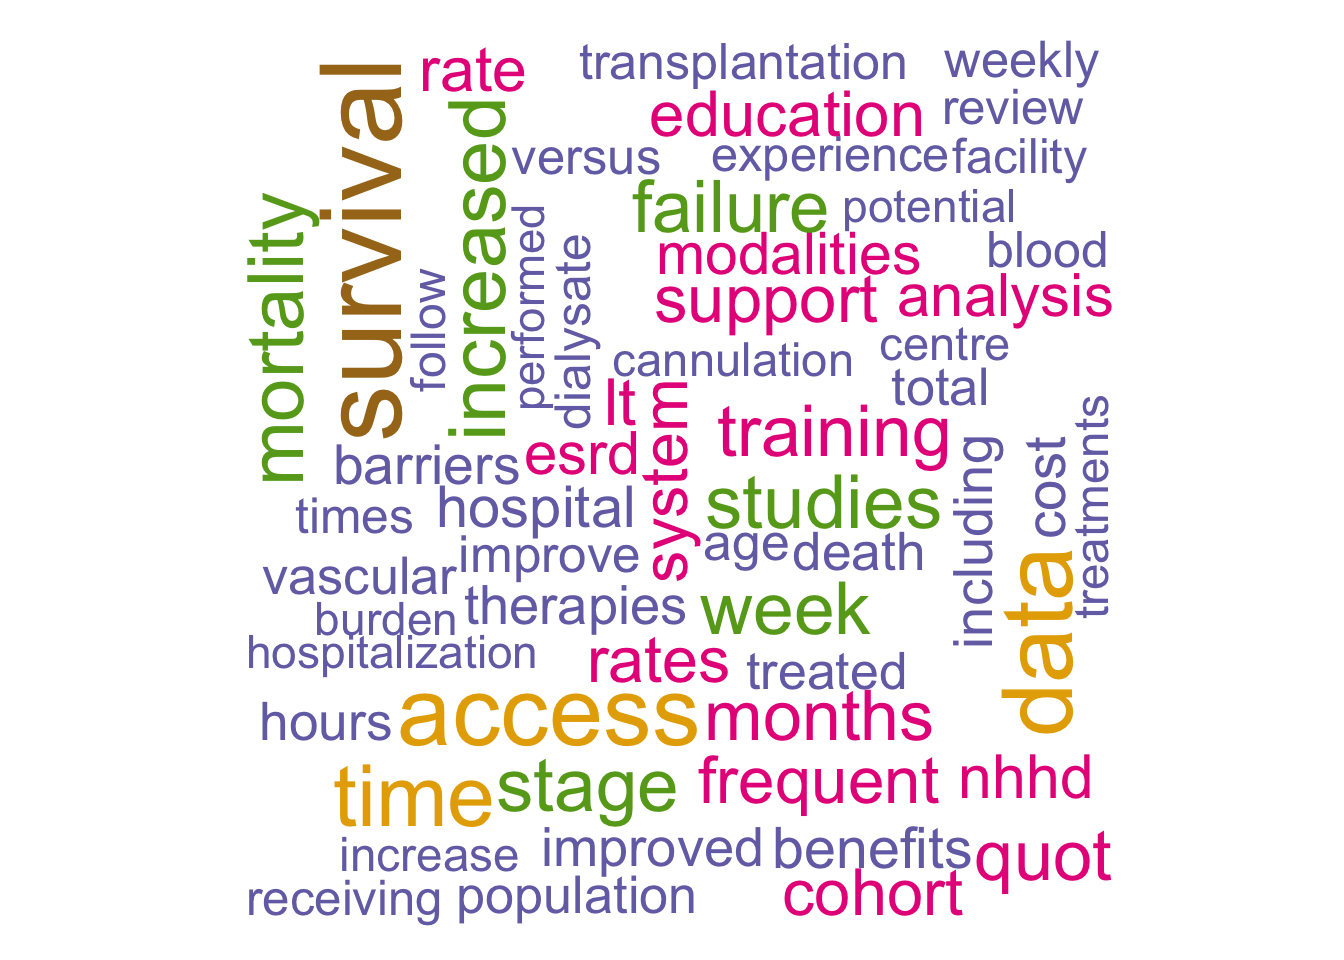 rate
transplantation
weekly
survival
increased
education
review
versus
experience
facility
mortality
failure
potential
performed
modalities
blood
dialysate
follow
support
analysis
cannulation
centre
lt
system
total
training
treatments
barriers
esrd
including
cost
times
hospital
studies
vascular
improve
age
death
data
burden
therapies
week
hospitalization
rates
treated
hours
access
months
time
stage
frequent
nhhd
increase
improved
benefits
quot
receiving
population
cohort